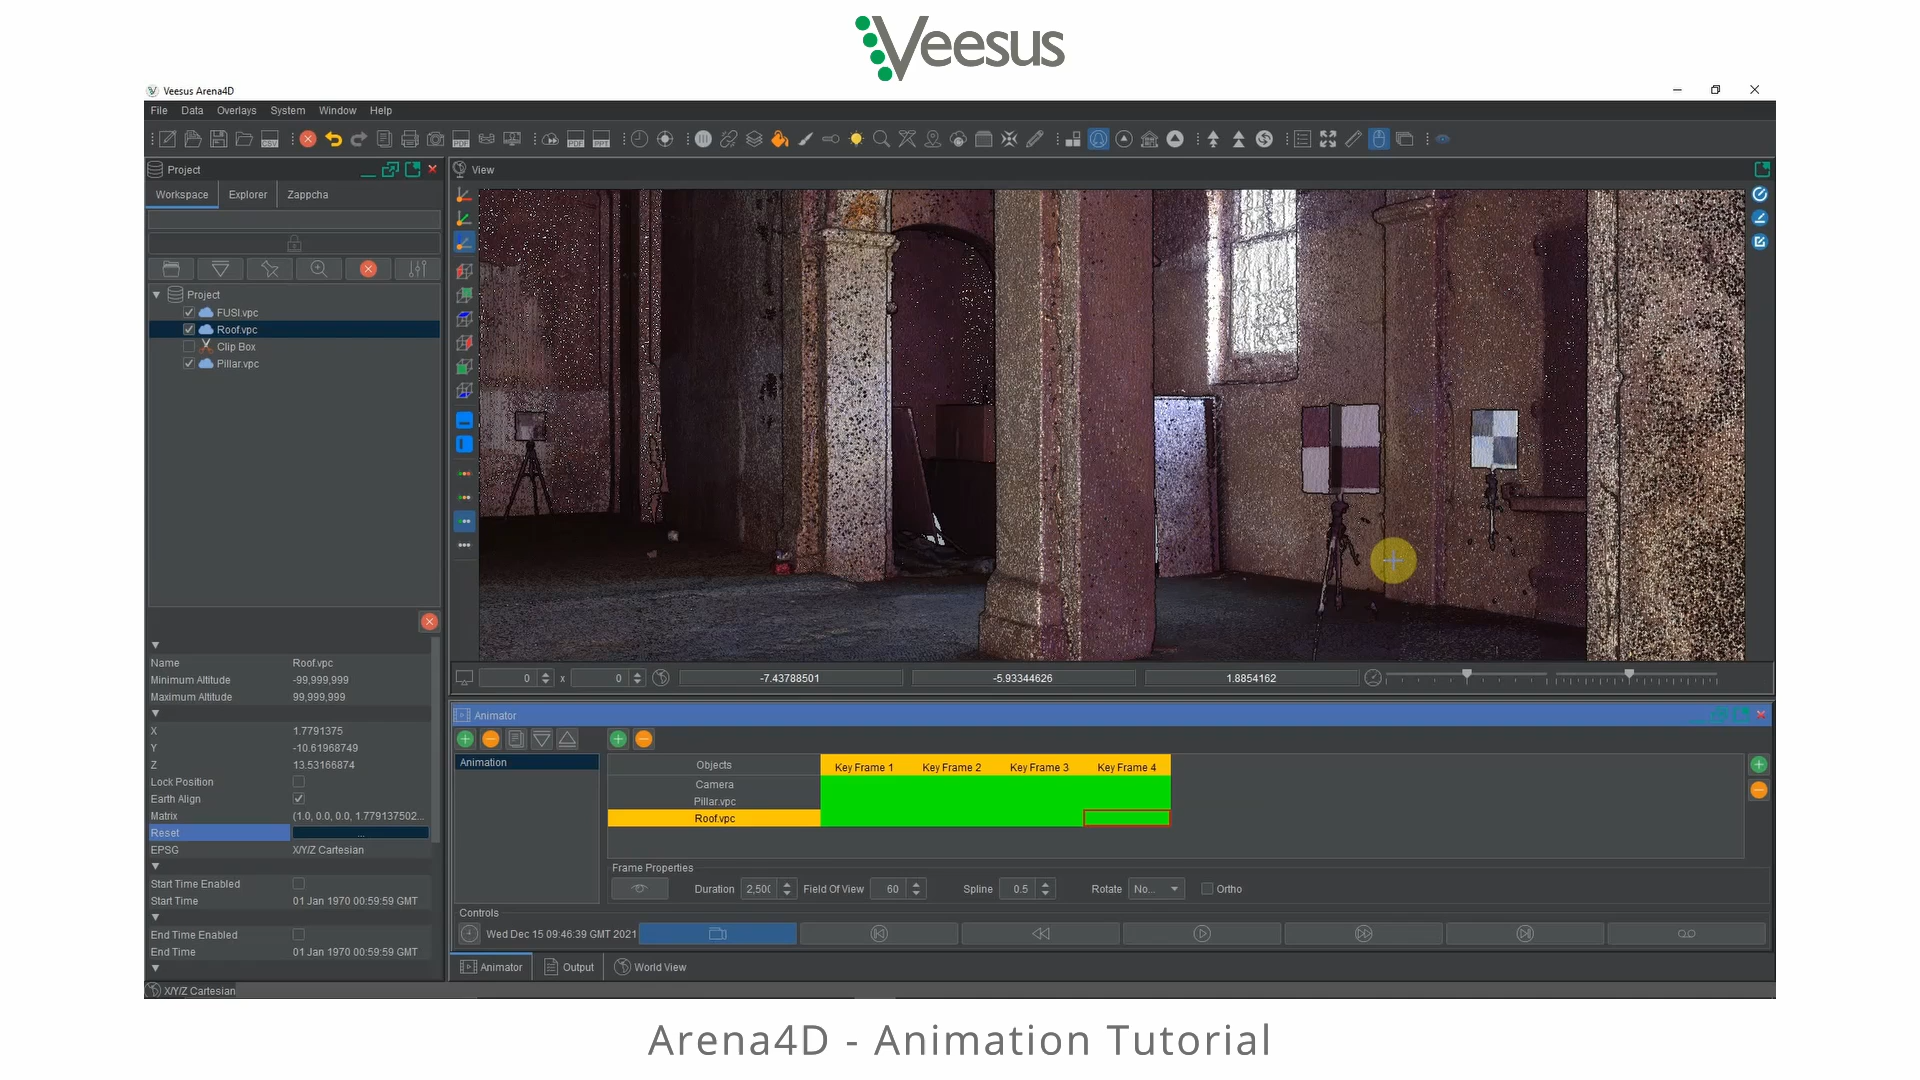 Veesus
Veesus Arena4D
File Data Overlays System Window Help
CSV PDF PDF PPT
Project
View
Workspace Explorer Zappcha
Project
FUSI.vpc
Roof.vpc
Clip Box
Pillar.vpc
0 x 0 -7.43788501 -5.93344626 1.8854162
Name Roof.vpc
Minimum Altitude -99,999,999
Maximum Altitude 99,999,999
X 1.7791375
Y -10.61968749
Z 13.53166874
Lock Position
Earth Align
Matrix (1.0, 0.0, 0.0, 1.779137502...
Reset ...
EPSG X/Y/Z Cartesian
Start Time Enabled
Start Time 01 Jan 1970 00:59:59 GMT
End Time Enabled
End Time 01 Jan 1970 00:59:59 GMT
Animator
Animation
Objects Key Frame 1 Key Frame 2 Key Frame 3 Key Frame 4
Camera
Pillar.vpc
Roof.vpc
Frame Properties
Duration 2,500 Field Of View 60 Spline 0.5 Rotate No... Ortho
Controls
Wed Dec 15 09:46:39 GMT 2021
Animator Output World View
X/Y/Z Cartesian
Arena4D - Animation Tutorial